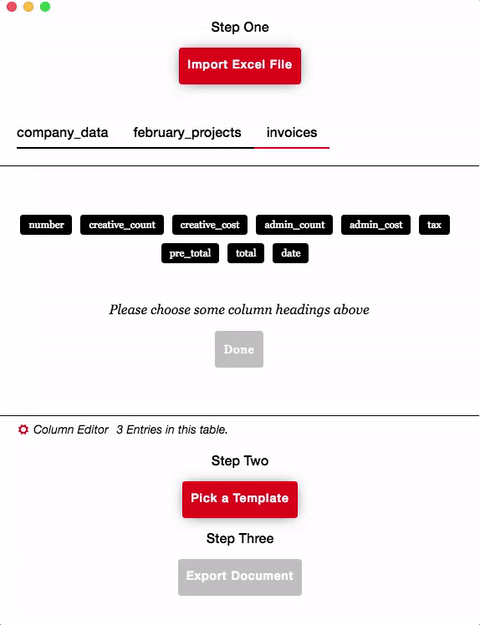 Step One
Import Excel File
company_data february_projects invoices
number creative_count creative_cost admin_count admin_cost tax
pre_total total date
Please choose some column headings above
Done
Column Editor 3 Entries in this table.
Step Two
Pick a Template
Step Three
Export Document